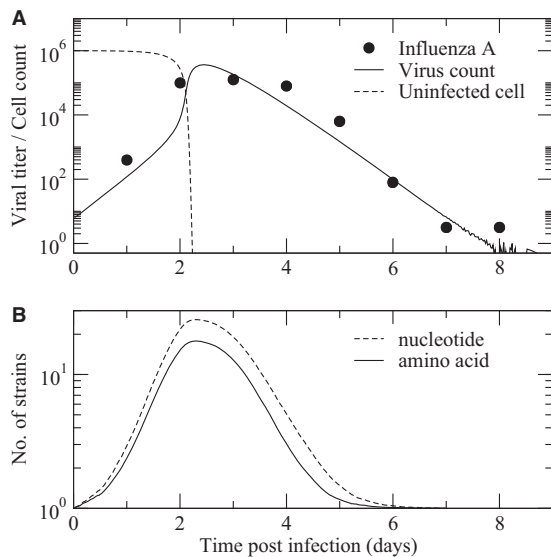 A
Viral titer / Cell count
10^6
10^4
10^2
10^0
Influenza A
Virus count
Uninfected cell
0 2 4 6 8
B
No. of strains
10^1
10^0
nucleotide
amino acid
0 2 4 6 8
Time post infection (days)